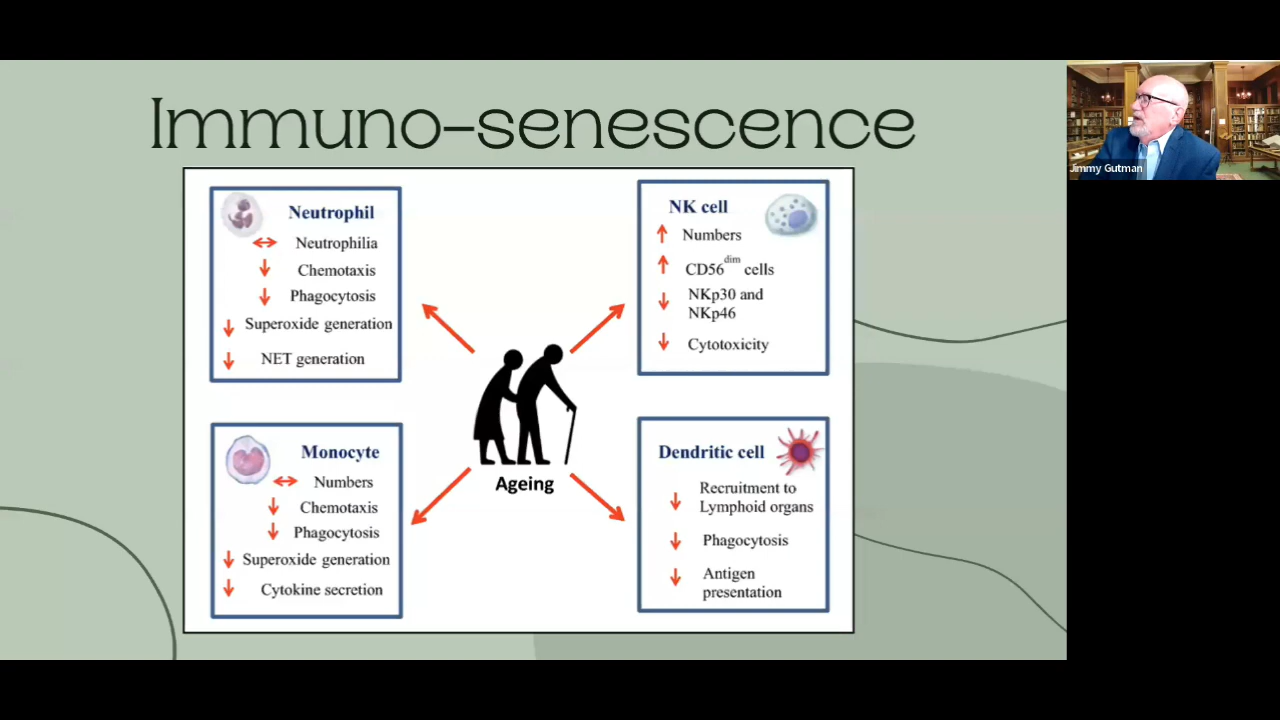 Immuno-senescence
Neutrophil
↔ Neutrophilia
↓ Chemotaxis
↓ Phagocytosis
↓ Superoxide generation
↓ NET generation
NK cell
↑ Numbers
↑ CD56dim cells
↓ NKp30 and
NKp46
↓ Cytotoxicity
Monocyte
↔ Numbers
↓ Chemotaxis
↓ Phagocytosis
↓ Superoxide generation
↓ Cytokine secretion
Ageing
Dendritic cell
↓ Recruitment to
Lymphoid organs
↓ Phagocytosis
↓ Antigen
presentation
Jimmy Gutman